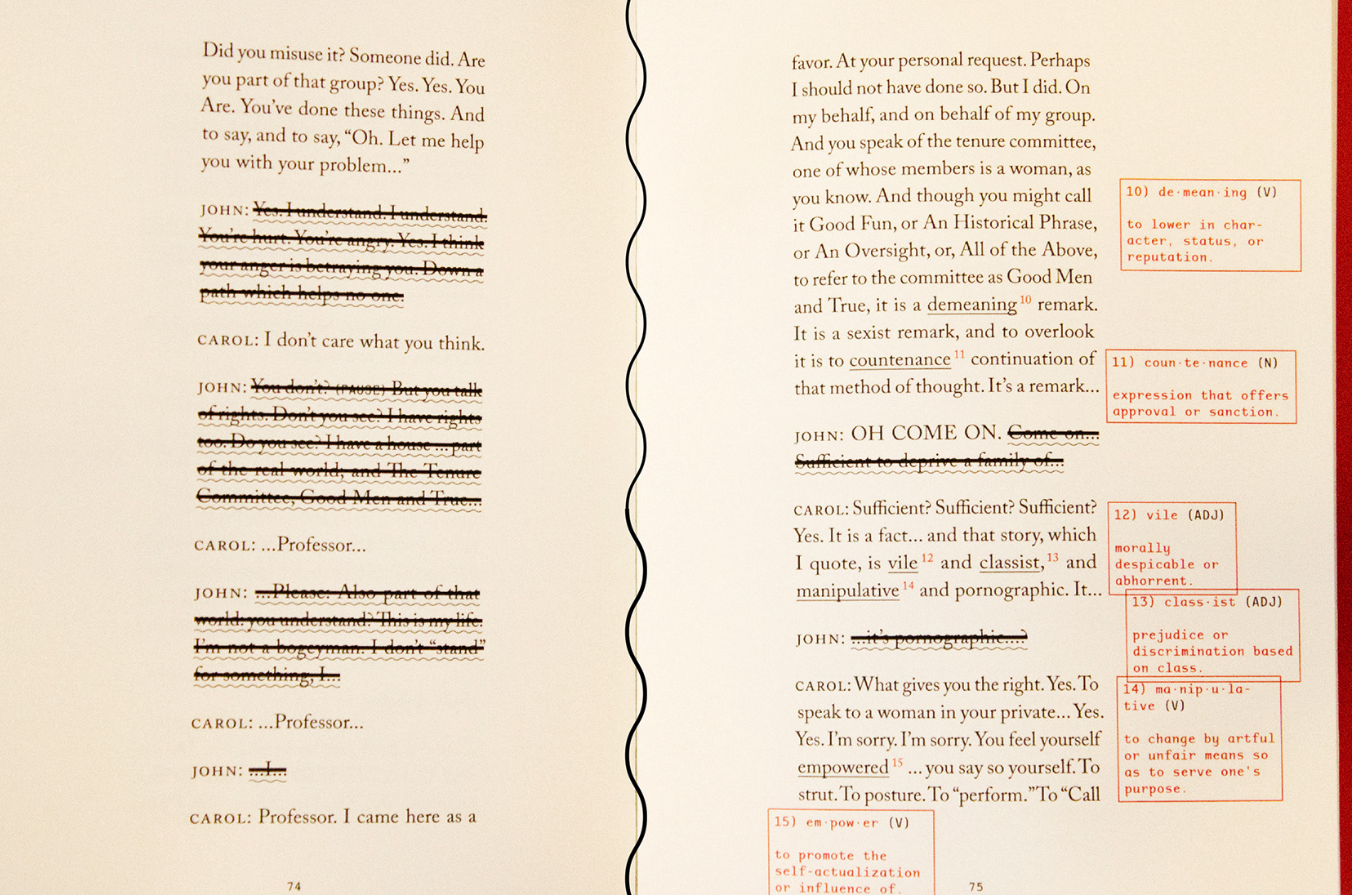 Did you misuse it? Someone did. Are
you part of that group? Yes. Yes. You
Are. You've done these things. And
to say, and to say, “Oh. Let me help
you with your problem...”
JOHN: Yes. I understand. I understand.
You're hurt. You're angry. Yes. I think
your anger is betraying you. Down a
path which helps no one.
CAROL: I don't care what you think.
JOHN: You don't? (PAUSE) But you talk
of rights. Don't you see? I have rights
too. Do you see? I have a house ... part
of the real world; and The Tenure
Committee, Good Men and True...
CAROL: ...Professor...
JOHN: ...Please: Also part of that
world: you understand? This is my life.
I'm not a bogeyman. I don't “stand”
for something, I...
CAROL: ...Professor...
JOHN: ...I...
CAROL: Professor. I came here as a
74
favor. At your personal request. Perhaps
I should not have done so. But I did. On
my behalf, and on behalf of my group.
And you speak of the tenure committee,
one of whose members is a woman, as
you know. And though you might call
it Good Fun, or An Historical Phrase,
or An Oversight, or, All of the Above,
to refer to the committee as Good Men
and True, it is a demeaning 10 remark.
It is a sexist remark, and to overlook
it is to countenance 11 continuation of
that method of thought. It's a remark...
JOHN: OH COME ON. Come on...
Sufficient to deprive a family of...
CAROL: Sufficient? Sufficient? Sufficient?
Yes. It is a fact... and that story, which
I quote, is vile 12 and classist, 13 and
manipulative 14 and pornographic. It...
JOHN: ...it's pornographic...?
CAROL: What gives you the right. Yes. To
speak to a woman in your private... Yes.
Yes. I'm sorry. I'm sorry. You feel yourself
empowered 15 ... you say so yourself. To
strut. To posture. To “perform.” To “Call
75
10) de·mean·ing (V)
to lower in char-
acter, status, or
reputation.
11) coun·te·nance (N)
expression that offers
approval or sanction.
12) vile (ADJ)
morally
despicable or
abhorrent.
13) class·ist (ADJ)
prejudice or
discrimination based
on class.
14) ma·nip·u·la-
tive (V)
to change by artful
or unfair means so
as to serve one's
purpose.
15) em·pow·er (V)
to promote the
self-actualization
or influence of.